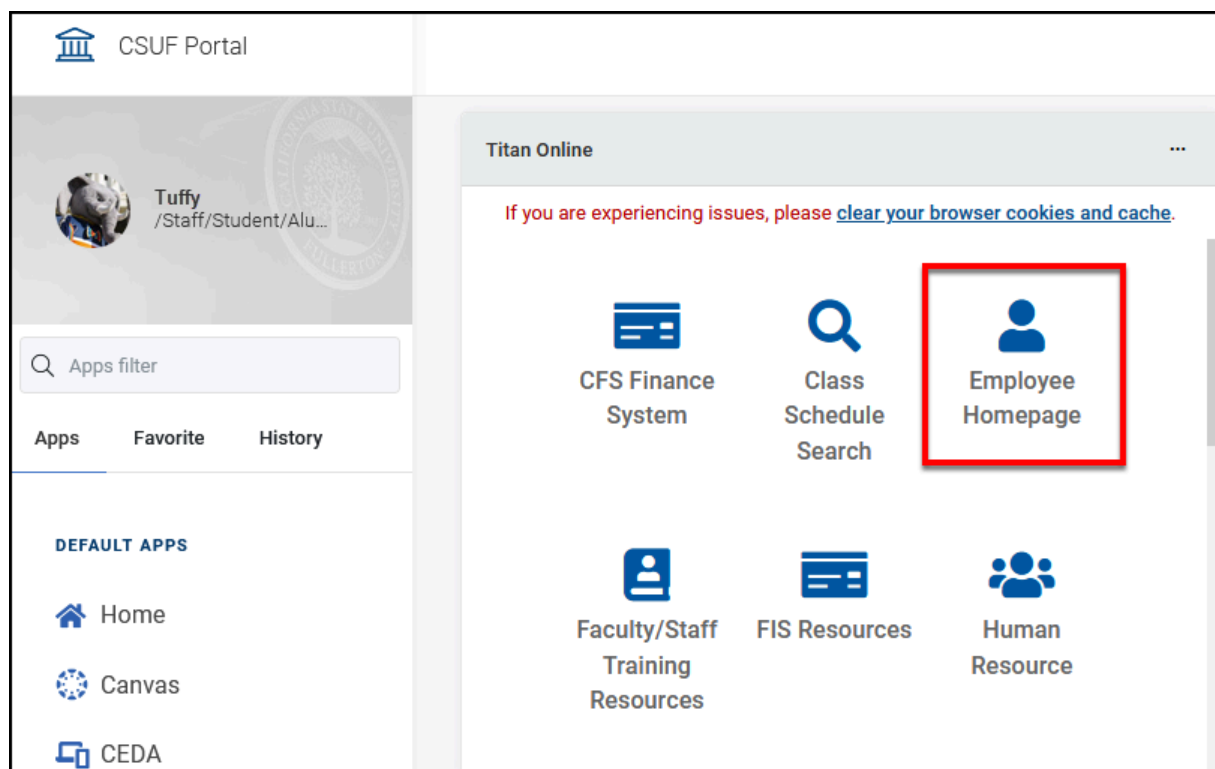 CSUF Portal
Tuffy
/Staff/Student/Alu...
Apps filter
Apps Favorite History
DEFAULT APPS
Home
Canvas
CEDA
Titan Online
If you are experiencing issues, please clear your browser cookies and cache.
CFS Finance
System
Class
Schedule
Search
Employee
Homepage
Faculty/Staff
Training
Resources
FIS Resources
Human
Resource